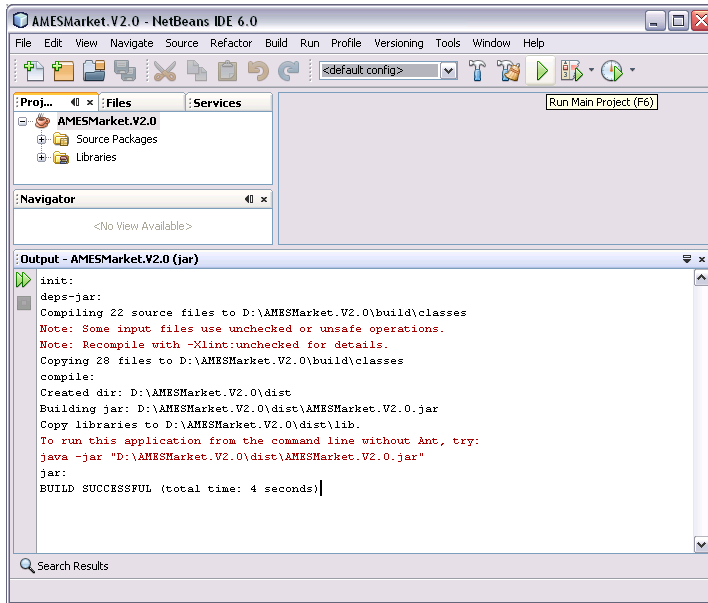 AMESMarket.V2.0 - NetBeans IDE 6.0
File Edit View Navigate Source Refactor Build Run Profile Versioning Tools Window Help
<default config>
Proj... Files Services
Run Main Project (F6)
AMESMarket.V2.0
Source Packages
Libraries
Navigator
<No View Available>
Output - AMESMarket.V2.0 (jar)
init:
deps-jar:
Compiling 22 source files to D:\AMESMarket.V2.0\build\classes
Note: Some input files use unchecked or unsafe operations.
Note: Recompile with -Xlint:unchecked for details.
Copying 28 files to D:\AMESMarket.V2.0\build\classes
compile:
Created dir: D:\AMESMarket.V2.0\dist
Building jar: D:\AMESMarket.V2.0\dist\AMESMarket.V2.0.jar
Copy libraries to D:\AMESMarket.V2.0\dist\lib.
To run this application from the command line without Ant, try:
java -jar "D:\AMESMarket.V2.0\dist\AMESMarket.V2.0.jar"
jar:
BUILD SUCCESSFUL (total time: 4 seconds)
Search Results